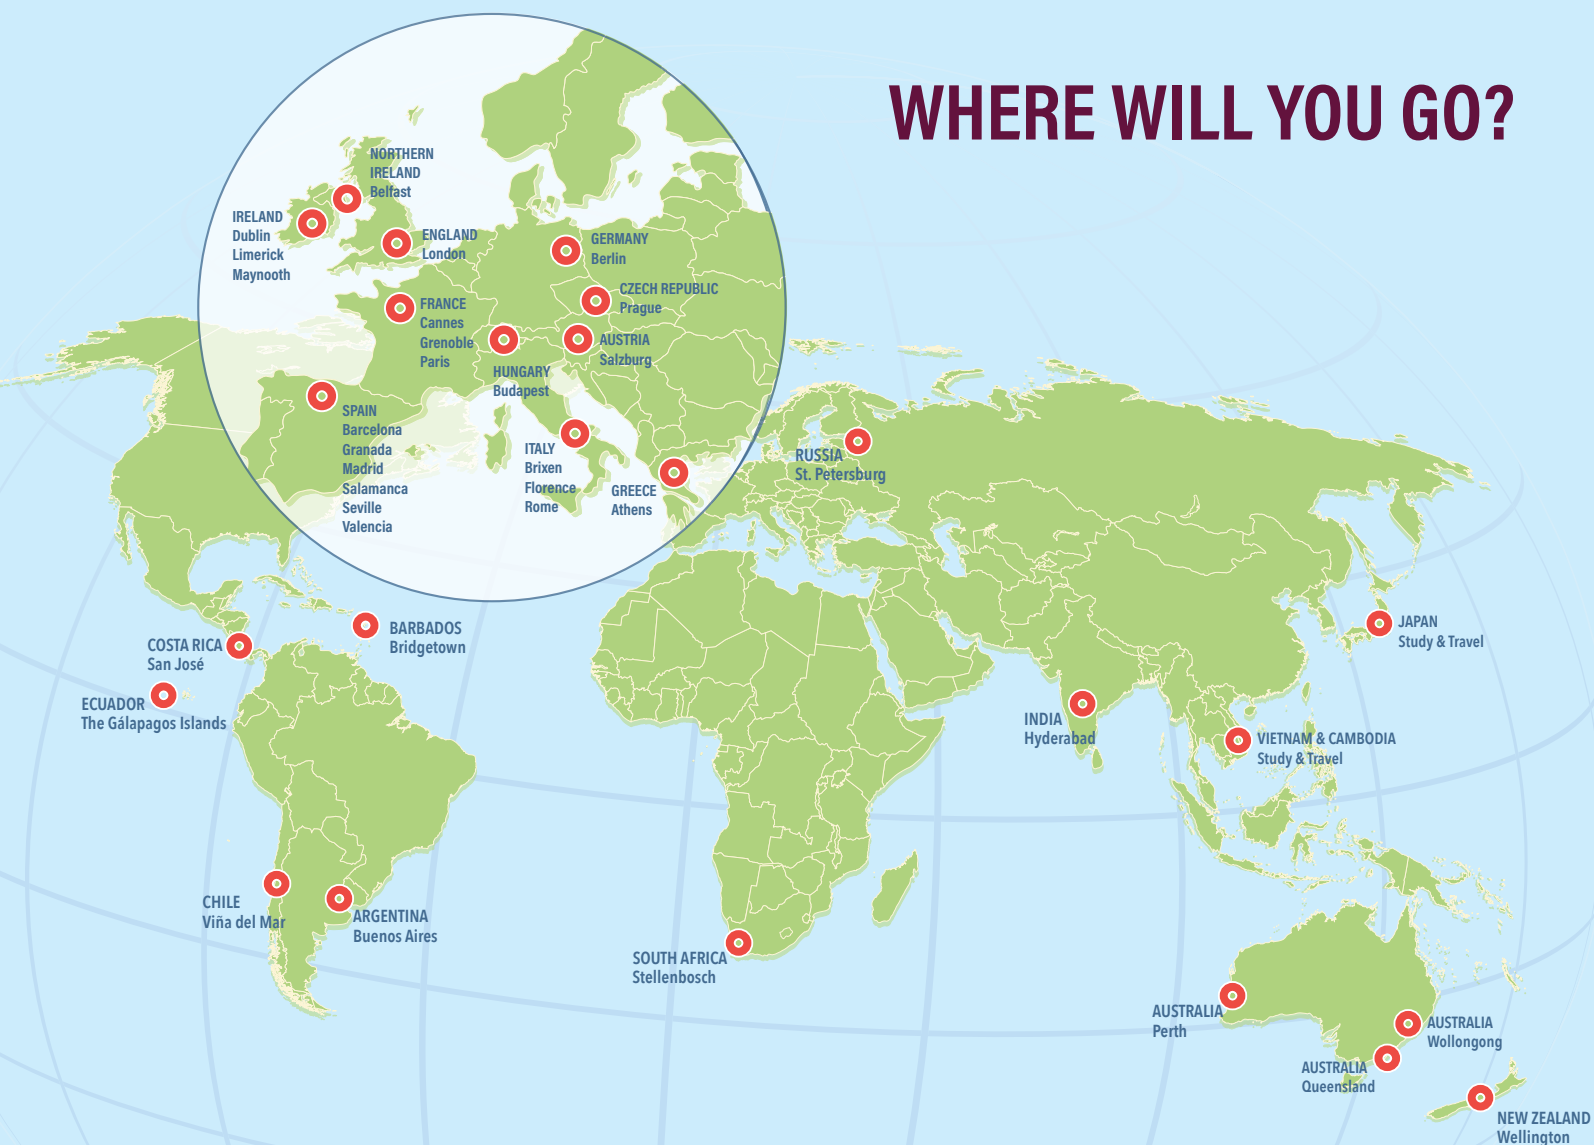 WHERE WILL YOU GO?
NORTHERN
IRELAND
Belfast
IRELAND
Dublin
Limerick
Maynooth
ENGLAND
London
GERMANY
Berlin
CZECH REPUBLIC
Prague
FRANCE
Cannes
Grenoble
Paris
AUSTRIA
Salzburg
HUNGARY
Budapest
SPAIN
Barcelona
Granada
Madrid
Salamanca
Seville
Valencia
ITALY
Brixen
Florence
Rome
GREECE
Athens
RUSSIA
St. Petersburg
BARBADOS
Bridgetown
COSTA RICA
San José
ECUADOR
The Gálapagos Islands
JAPAN
Study & Travel
INDIA
Hyderabad
VIETNAM & CAMBODIA
Study & Travel
CHILE
Viña del Mar
ARGENTINA
Buenos Aires
SOUTH AFRICA
Stellenbosch
AUSTRALIA
Perth
AUSTRALIA
Wollongong
AUSTRALIA
Queensland
NEW ZEALAND
Wellington